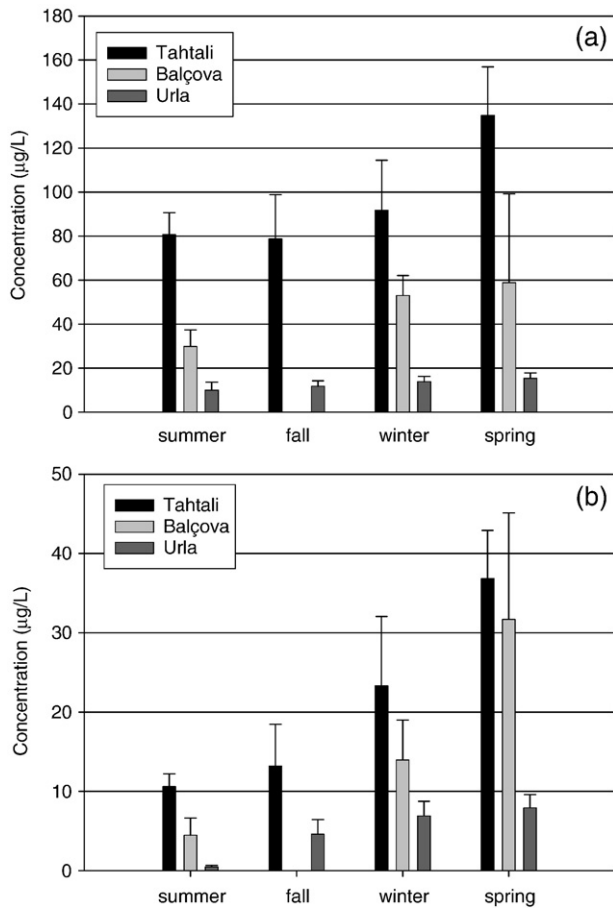 (a)
Tahtali
Balçova
Urla
Concentration (µg/L)
180
160
140
120
100
80
60
40
20
0
summer fall winter spring
(b)
Tahtali
Balçova
Urla
Concentration (µg/L)
50
40
30
20
10
0
summer fall winter spring